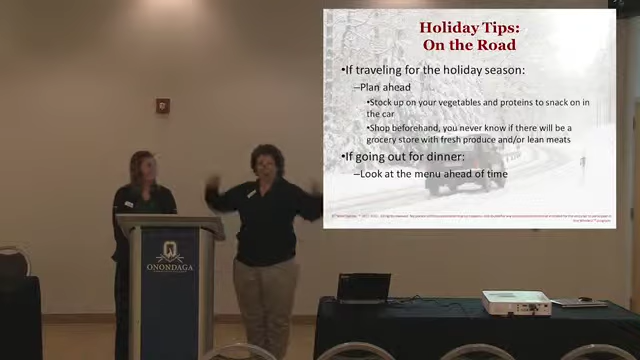 Holiday Tips:
On the Road
•If traveling for the holiday season:
–Plan ahead
•Stock up on your vegetables and proteins to snack on in
the car
•Shop beforehand, you never know if there will be a
grocery store with fresh produce and/or lean meats
•If going out for dinner:
–Look at the menu ahead of time
ONONDAGA